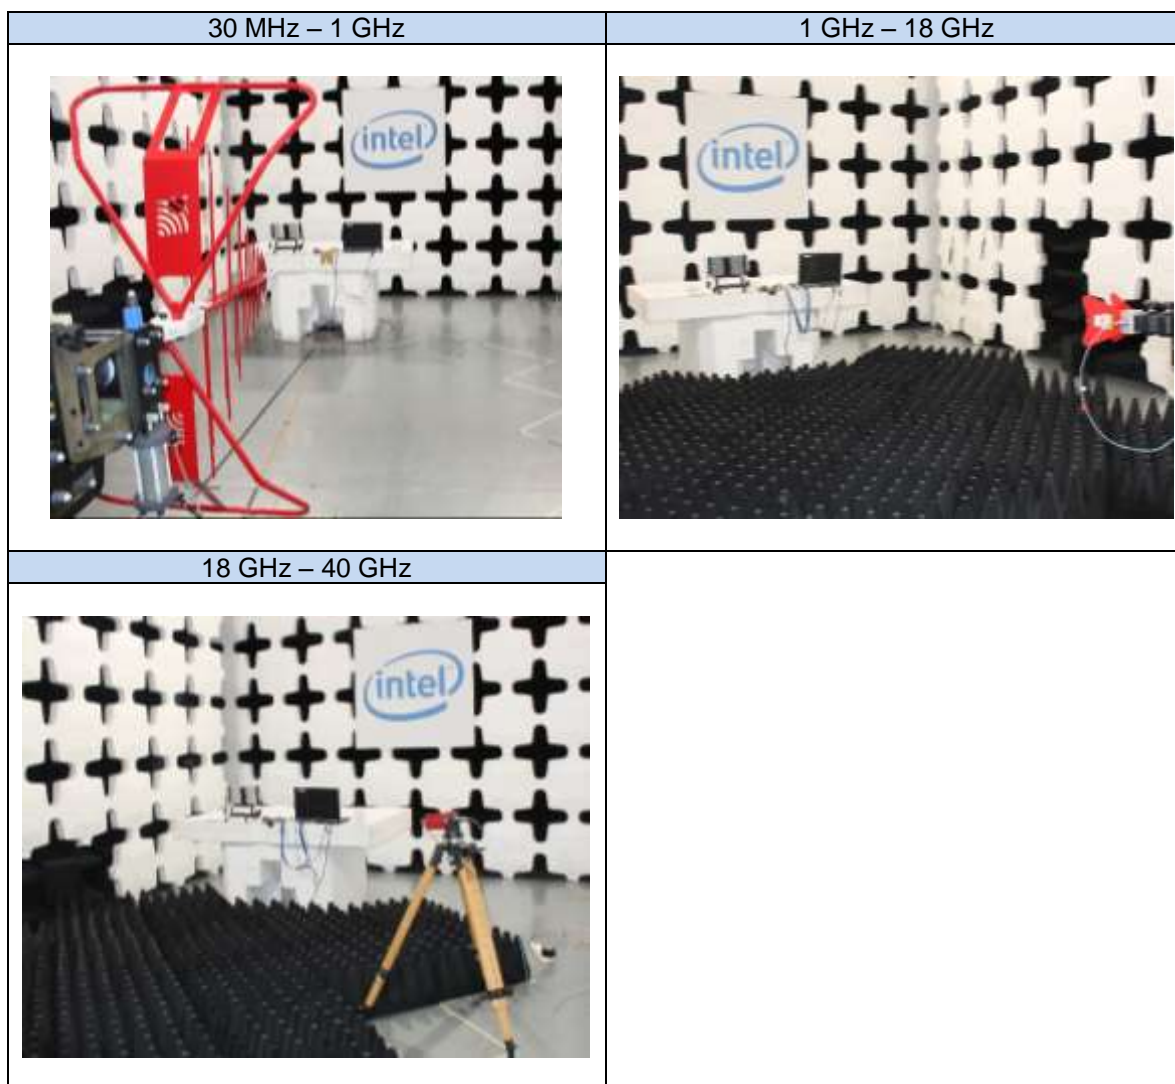 30 MHz – 1 GHz
1 GHz – 18 GHz
intel
intel
18 GHz – 40 GHz
intel